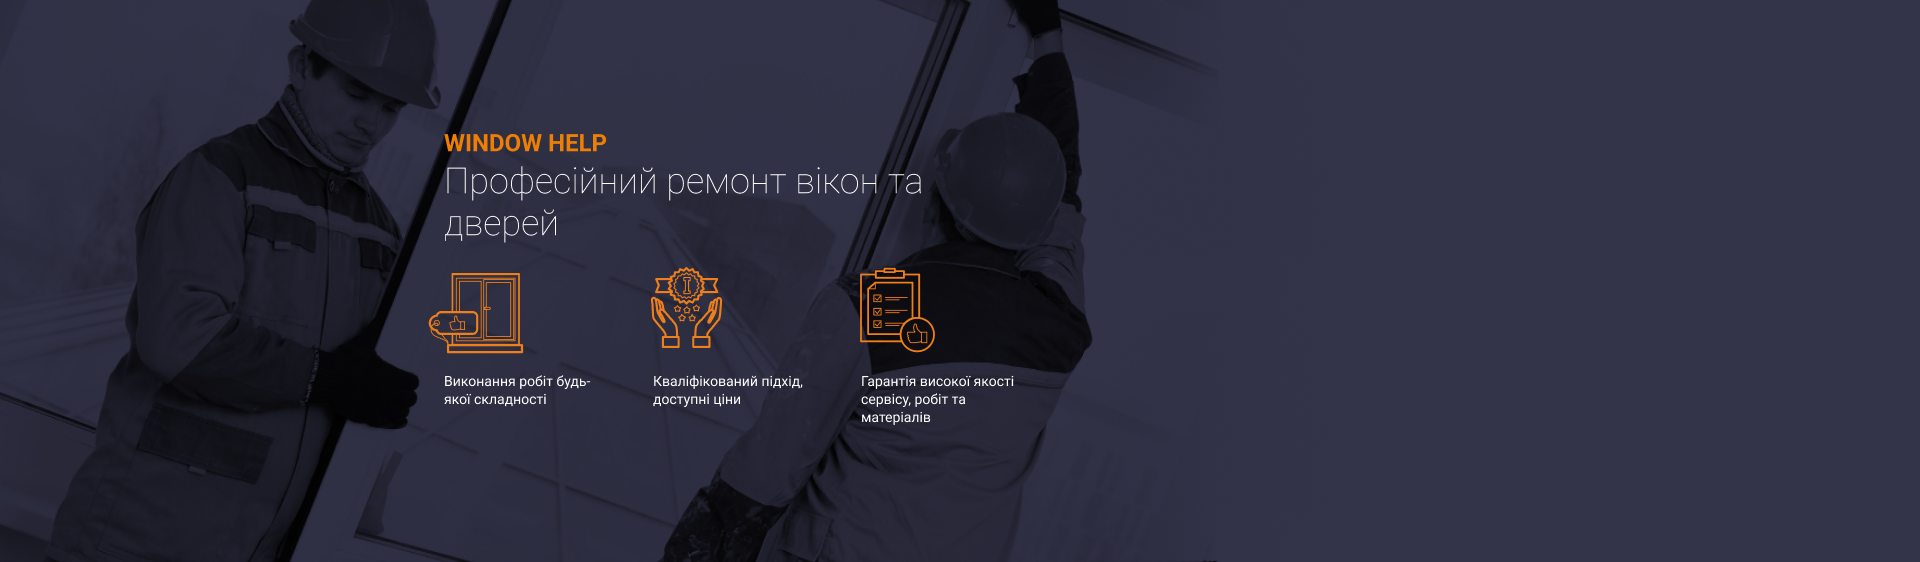 WINDOW HELP
Професійний ремонт вікон та
дверей
Виконання робіт будь-
якої складності
Кваліфікований підхід,
доступні ціни
Гарантія високої якості
сервісу, робіт та
матеріалів